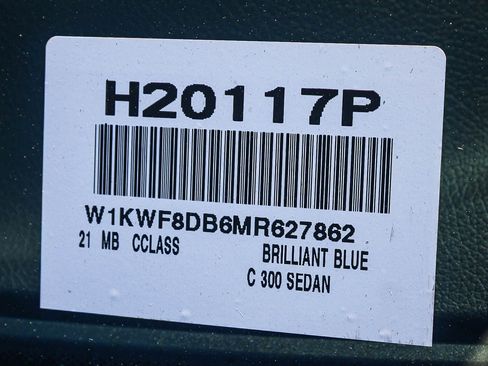 H20117P
W1KWF8DB6MR627862
21 MB CCLASS BRILLIANT BLUE
C 300 SEDAN